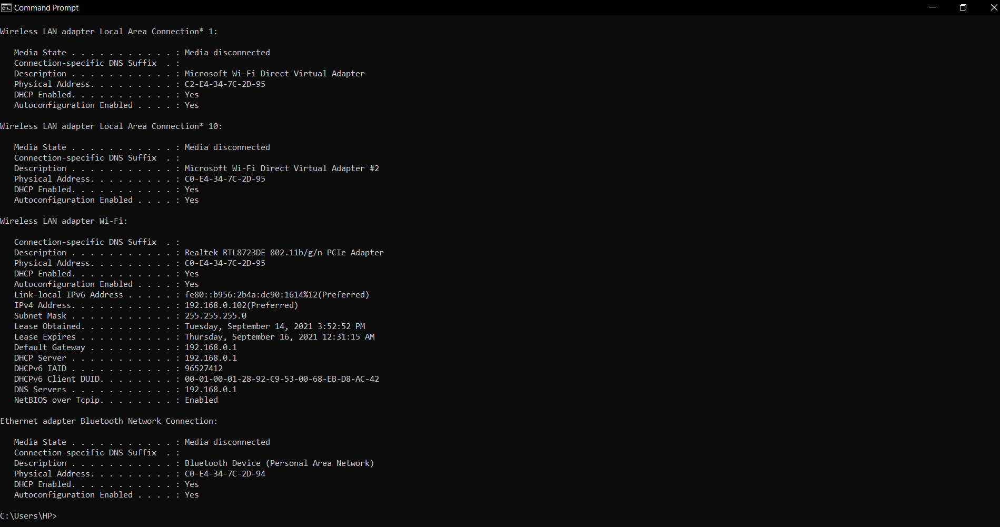 Command Prompt
Wireless LAN adapter Local Area Connection* 1:
Media State . . . . . . . . . . . : Media disconnected
Connection-specific DNS Suffix  . :
Description . . . . . . . . . . . : Microsoft Wi-Fi Direct Virtual Adapter
Physical Address. . . . . . . . . : C2-E4-34-7C-2D-95
DHCP Enabled. . . . . . . . . . . : Yes
Autoconfiguration Enabled . . . . : Yes
Wireless LAN adapter Local Area Connection* 10:
Media State . . . . . . . . . . . : Media disconnected
Connection-specific DNS Suffix  . :
Description . . . . . . . . . . . : Microsoft Wi-Fi Direct Virtual Adapter #2
Physical Address. . . . . . . . . : C0-E4-34-7C-2D-95
DHCP Enabled. . . . . . . . . . . : Yes
Autoconfiguration Enabled . . . . : Yes
Wireless LAN adapter Wi-Fi:
Connection-specific DNS Suffix  . :
Description . . . . . . . . . . . : Realtek RTL8723DE 802.11b/g/n PCIe Adapter
Physical Address. . . . . . . . . : C0-E4-34-7C-2D-95
DHCP Enabled. . . . . . . . . . . : Yes
Autoconfiguration Enabled . . . . : Yes
Link-local IPv6 Address . . . . . : fe80::b956:2b4a:dc90:1614%12(Preferred)
IPv4 Address. . . . . . . . . . . : 192.168.0.102(Preferred)
Subnet Mask . . . . . . . . . . . : 255.255.255.0
Lease Obtained. . . . . . . . . . : Tuesday, September 14, 2021 3:52:52 PM
Lease Expires . . . . . . . . . . : Thursday, September 16, 2021 12:31:15 AM
Default Gateway . . . . . . . . . : 192.168.0.1
DHCP Server . . . . . . . . . . . : 192.168.0.1
DHCPv6 IAID . . . . . . . . . . . : 96527412
DHCPv6 Client DUID. . . . . . . . : 00-01-00-01-28-92-C9-53-00-68-EB-D8-AC-42
DNS Servers . . . . . . . . . . . : 192.168.0.1
NetBIOS over Tcpip. . . . . . . . : Enabled
Ethernet adapter Bluetooth Network Connection:
Media State . . . . . . . . . . . : Media disconnected
Connection-specific DNS Suffix  . :
Description . . . . . . . . . . . : Bluetooth Device (Personal Area Network)
Physical Address. . . . . . . . . : C0-E4-34-7C-2D-94
DHCP Enabled. . . . . . . . . . . : Yes
Autoconfiguration Enabled . . . . : Yes
C:\Users\HP>